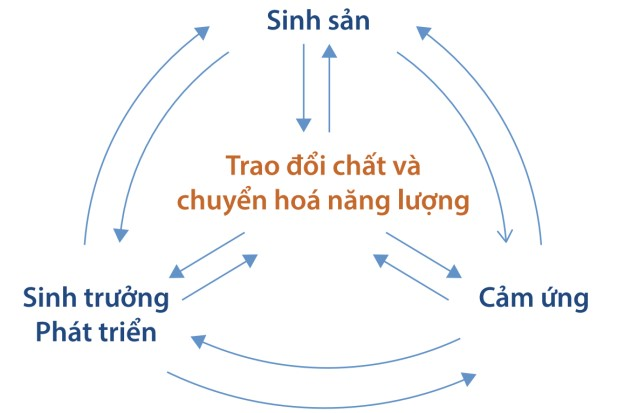 Sinh sản
Trao đổi chất và
chuyển hoá năng lượng
Sinh trưởng
Phát triển
Cảm ứng